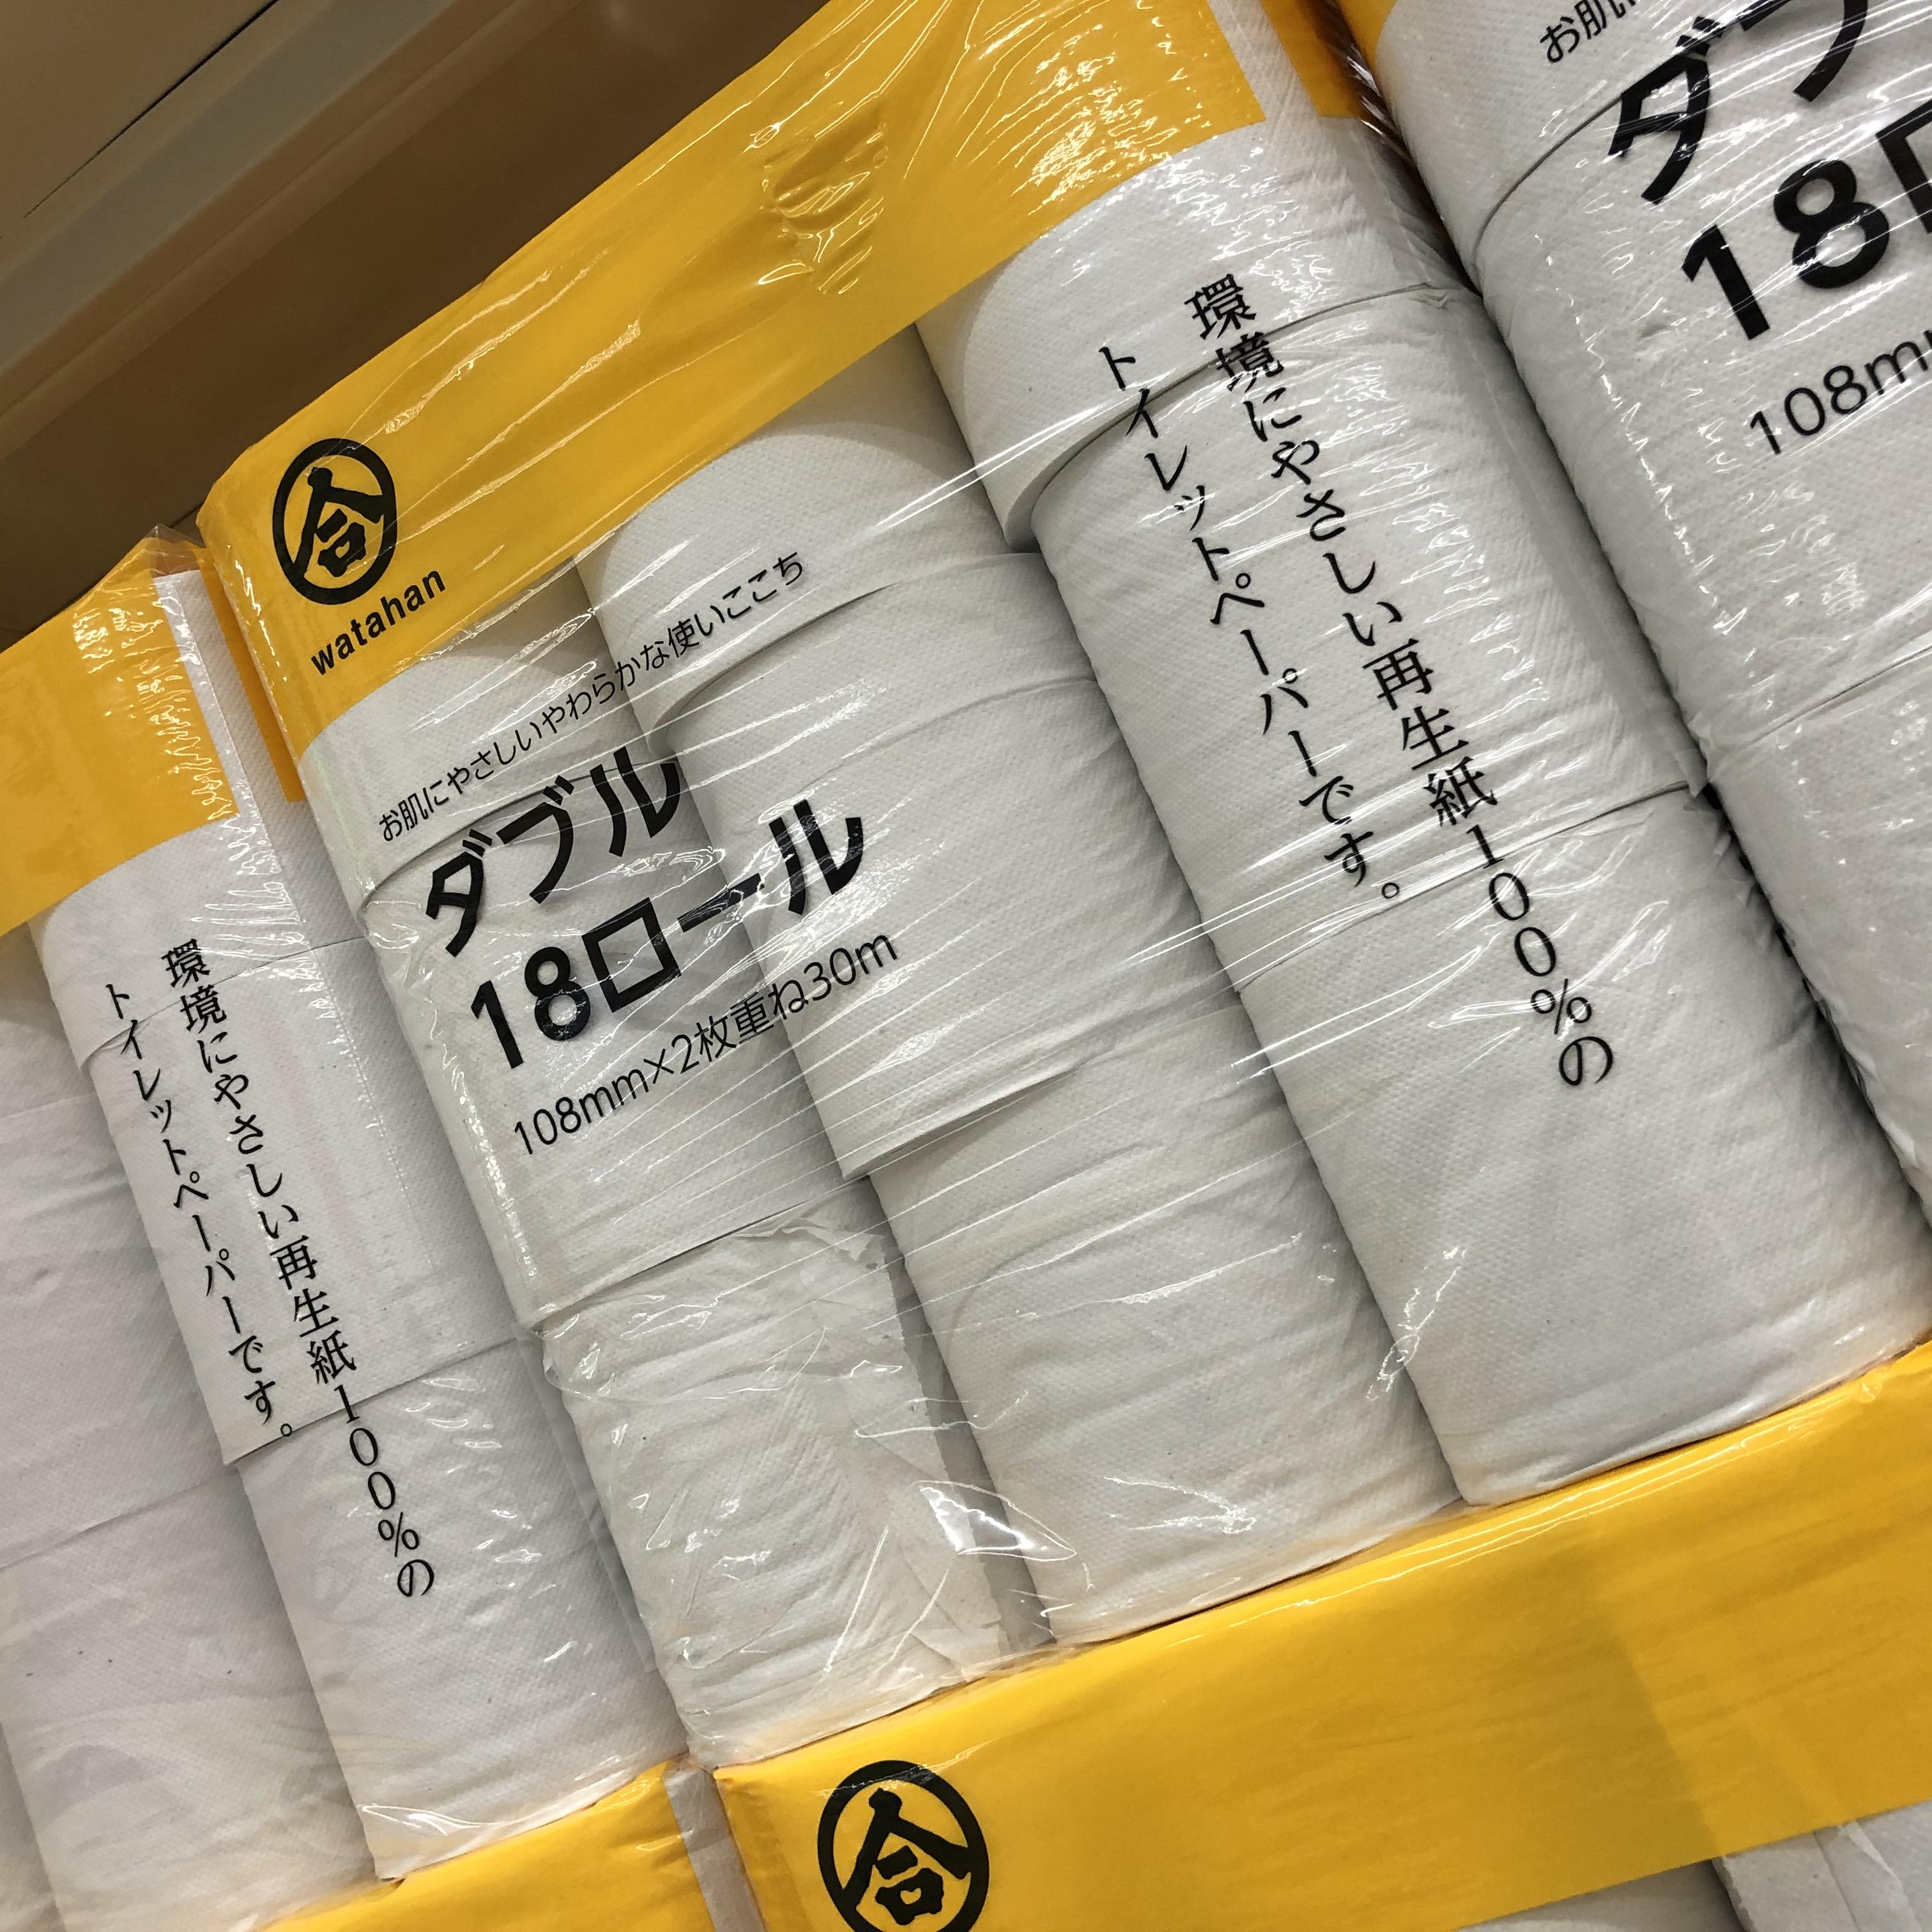 合
watahan
お肌にやさしいやわらかな使いここち
ダブル
18ロール
108mm×2枚重ね30m
環境にやさしい再生紙100%の
トイレットペーパーです。
環境にやさしい再生紙100%の
トイレットペーパーです。
お肌
ダブ
18ロ
108mm
合